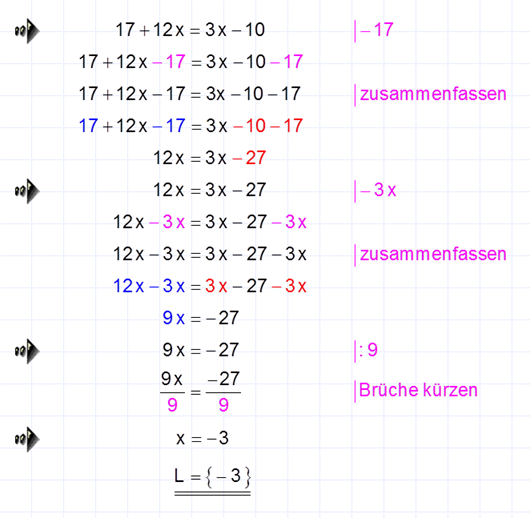 17 + 12x = 3x − 10 | − 17
17 + 12x − 17 = 3x − 10 − 17
17 + 12x − 17 = 3x − 10 − 17 | zusammenfassen
17 + 12x − 17 = 3x − 10 − 17
12x = 3x − 27
12x = 3x − 27 | − 3x
12x − 3x = 3x − 27 − 3x
12x − 3x = 3x − 27 − 3x | zusammenfassen
12x − 3x = 3x − 27 − 3x
9x = −27
9x = −27 | : 9
9x/9 = −27/9 | Brüche kürzen
x = −3
L = {−3}